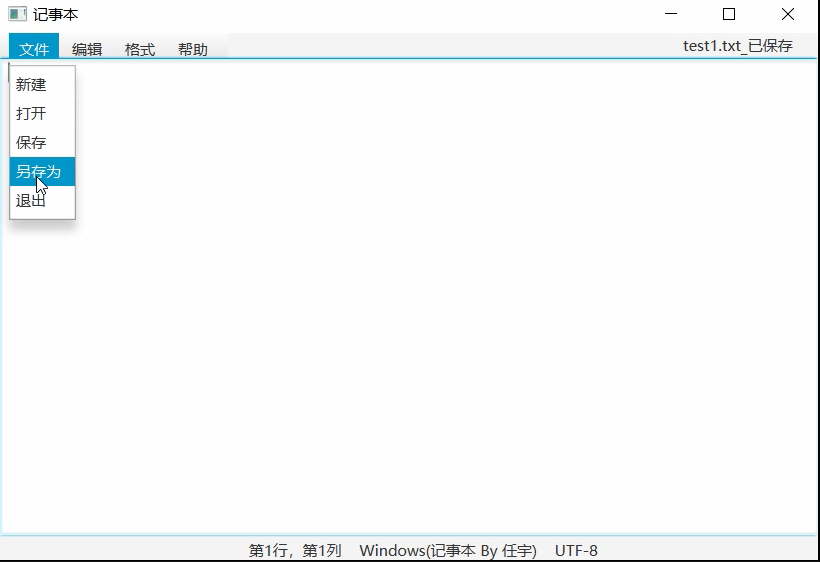 记事本
文件 编辑 格式 帮助 test1.txt_已保存
新建
打开
保存
另存为
退出
第1行，第1列 Windows(记事本 By 任宇) UTF-8